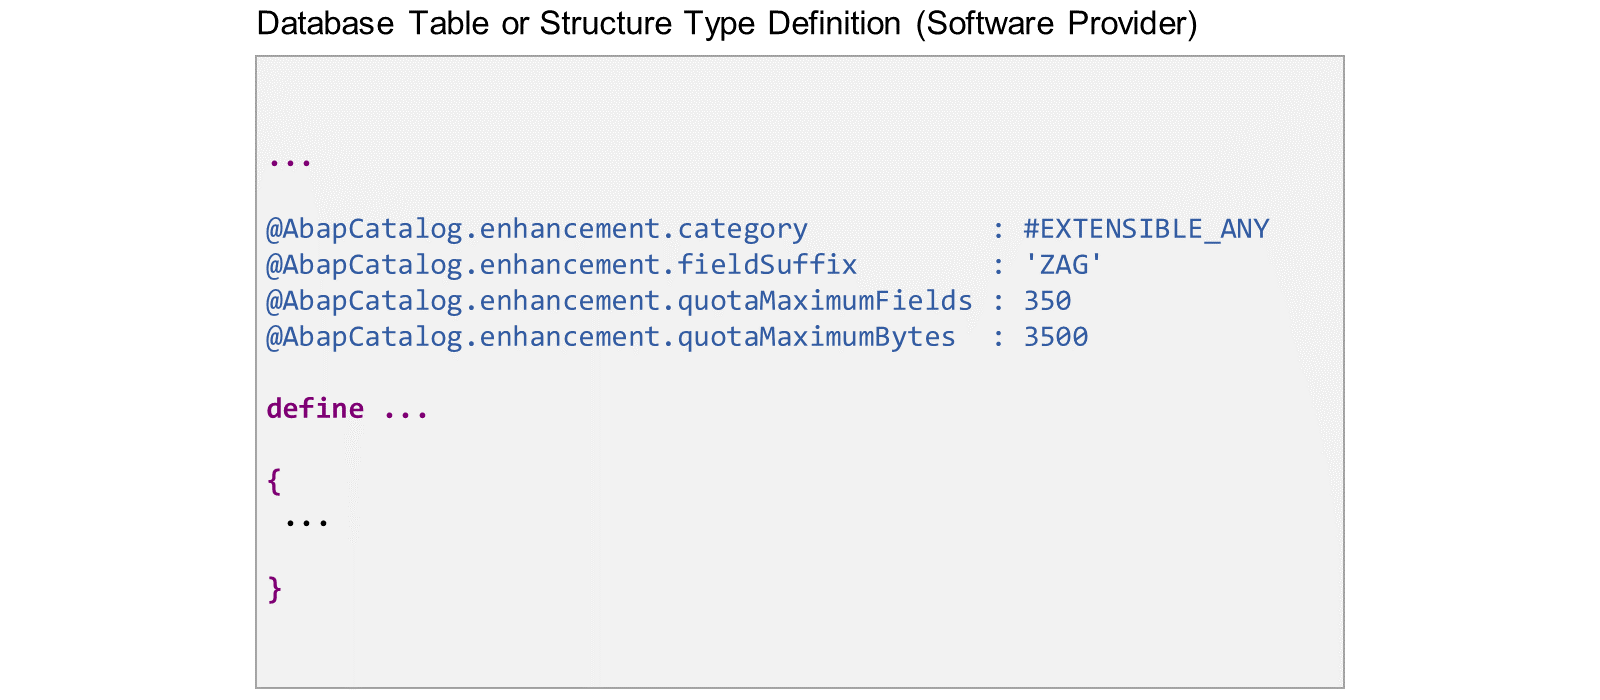 Database Table or Structure Type Definition (Software Provider)
...
@AbapCatalog.enhancement.category : #EXTENSIBLE_ANY
@AbapCatalog.enhancement.fieldSuffix : 'ZAG'
@AbapCatalog.enhancement.quotaMaximumFields : 350
@AbapCatalog.enhancement.quotaMaximumBytes : 3500
define ...
{
...
}